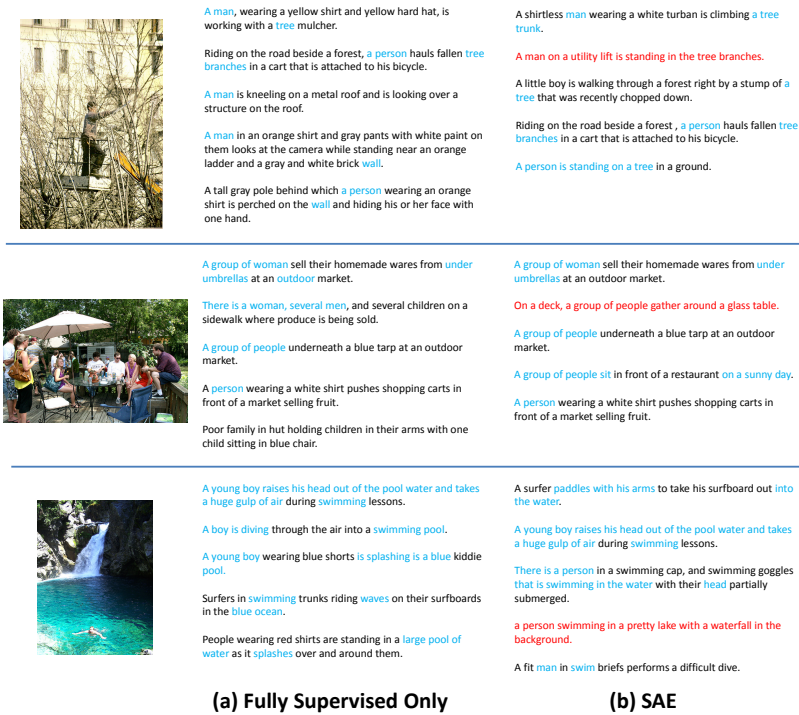 A man, wearing a yellow shirt and yellow hard hat, is
working with a tree mulcher.
Riding on the road beside a forest, a person hauls fallen tree
branches in a cart that is attached to his bicycle.
A man is kneeling on a metal roof and is looking over a
structure on the roof.
A man in an orange shirt and gray pants with white paint on
them looks at the camera while standing near an orange
ladder and a gray and white brick wall.
A tall gray pole behind which a person wearing an orange
shirt is perched on the wall and hiding his or her face with
one hand.
A shirtless man wearing a white turban is climbing a tree
trunk.
A man on a utility lift is standing in the tree branches.
A little boy is walking through a forest right by a stump of a
tree that was recently chopped down.
Riding on the road beside a forest , a person hauls fallen tree
branches in a cart that is attached to his bicycle.
A person is standing on a tree in a ground.
A group of woman sell their homemade wares from under
umbrellas at an outdoor market.
There is a woman, several men, and several children on a
sidewalk where produce is being sold.
A group of people underneath a blue tarp at an outdoor
market.
A person wearing a white shirt pushes shopping carts in
front of a market selling fruit.
Poor family in hut holding children in their arms with one
child sitting in blue chair.
A group of woman sell their homemade wares from under
umbrellas at an outdoor market.
On a deck, a group of people gather around a glass table.
A group of people underneath a blue tarp at an outdoor
market.
A group of people sit in front of a restaurant on a sunny day.
A person wearing a white shirt pushes shopping carts in
front of a market selling fruit.
A young boy raises his head out of the pool water and takes
a huge gulp of air during swimming lessons.
A boy is diving through the air into a swimming pool.
A young boy wearing blue shorts is splashing is a blue kiddie
pool.
Surfers in swimming trunks riding waves on their surfboards
in the blue ocean.
People wearing red shirts are standing in a large pool of
water as it splashes over and around them.
A surfer paddles with his arms to take his surfboard out into
the water.
A young boy raises his head out of the pool water and takes
a huge gulp of air during swimming lessons.
There is a person in a swimming cap, and swimming goggles
that is swimming in the water with their head partially
submerged.
a person swimming in a pretty lake with a waterfall in the
background.
A fit man in swim briefs performs a difficult dive.
(a) Fully Supervised Only
(b) SAE